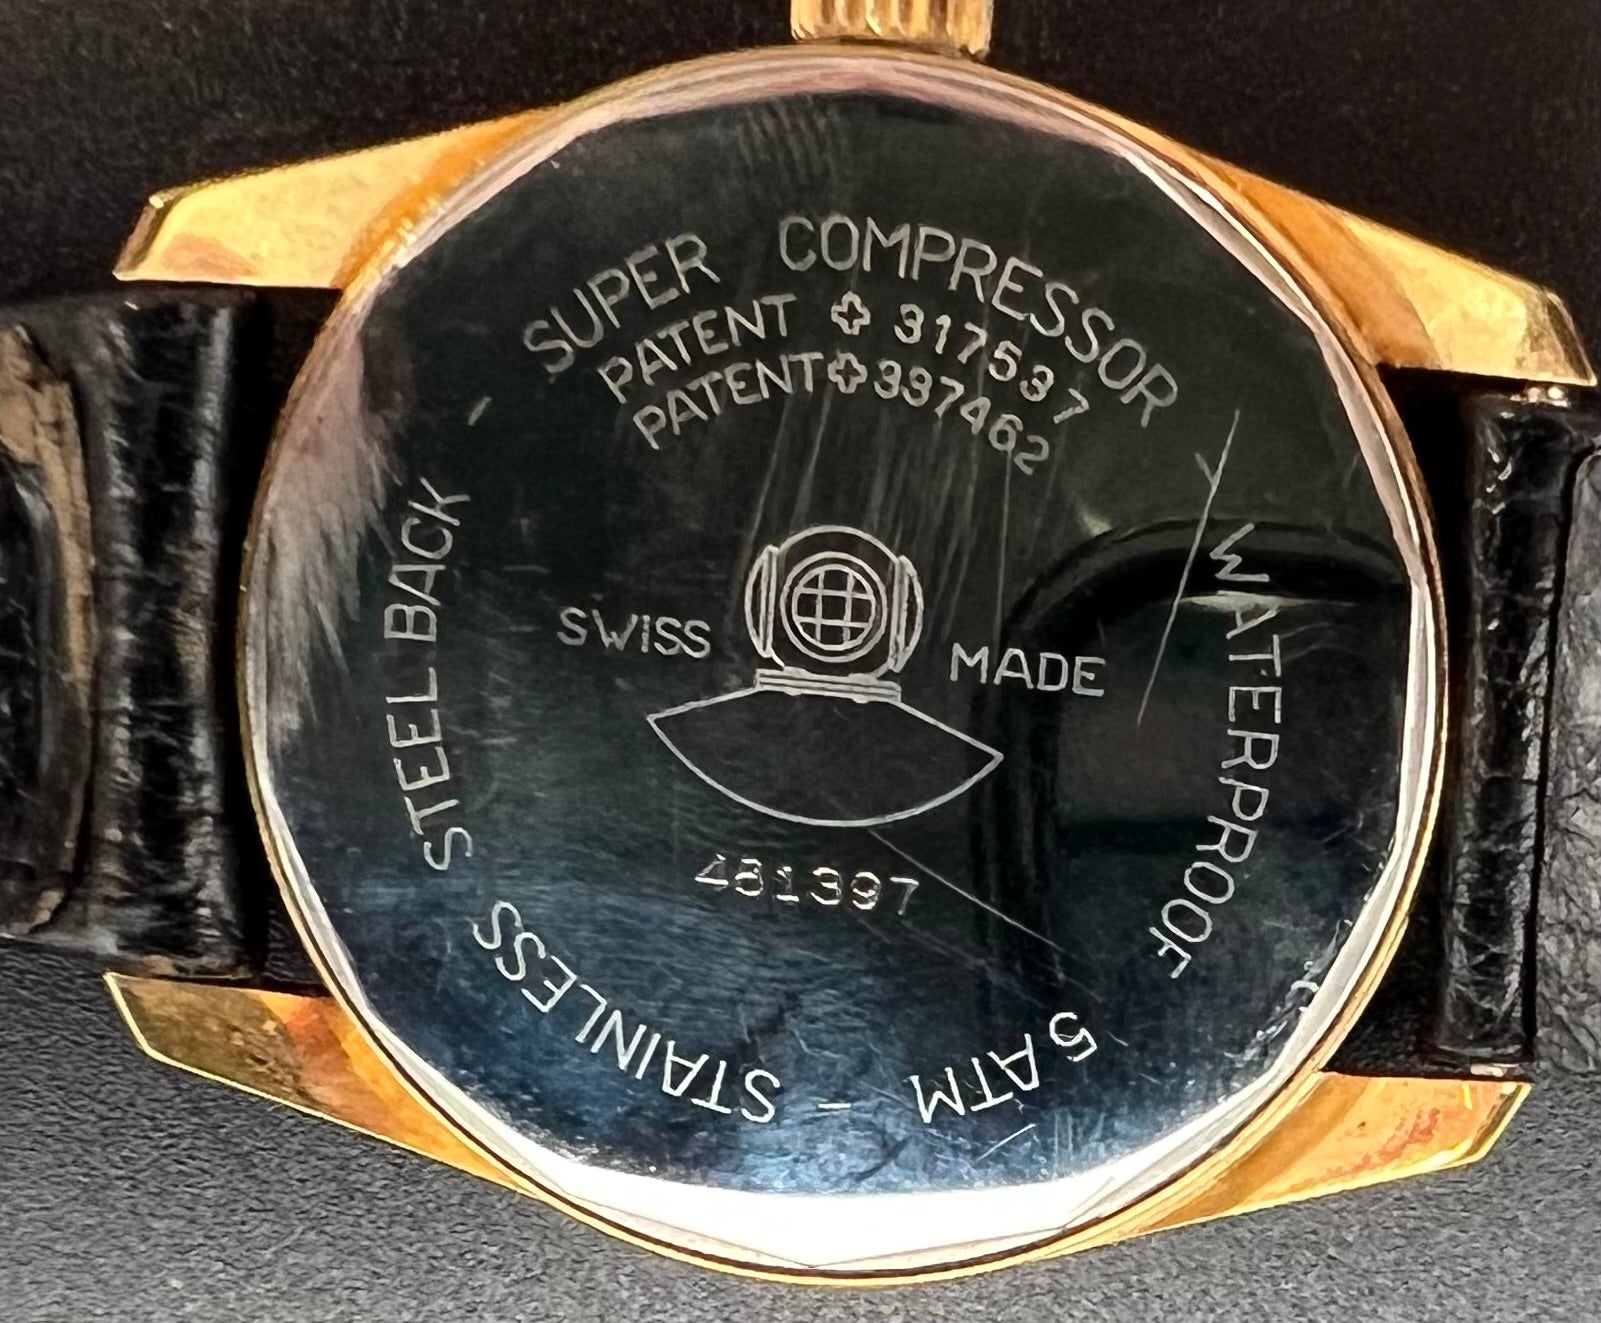 SUPER COMPRESSOR
PATENT ✚ 317537
PATENT ✚ 337462
SWISS MADE
481397
WATERPROOF 5 ATM - STAINLESS STEEL BACK